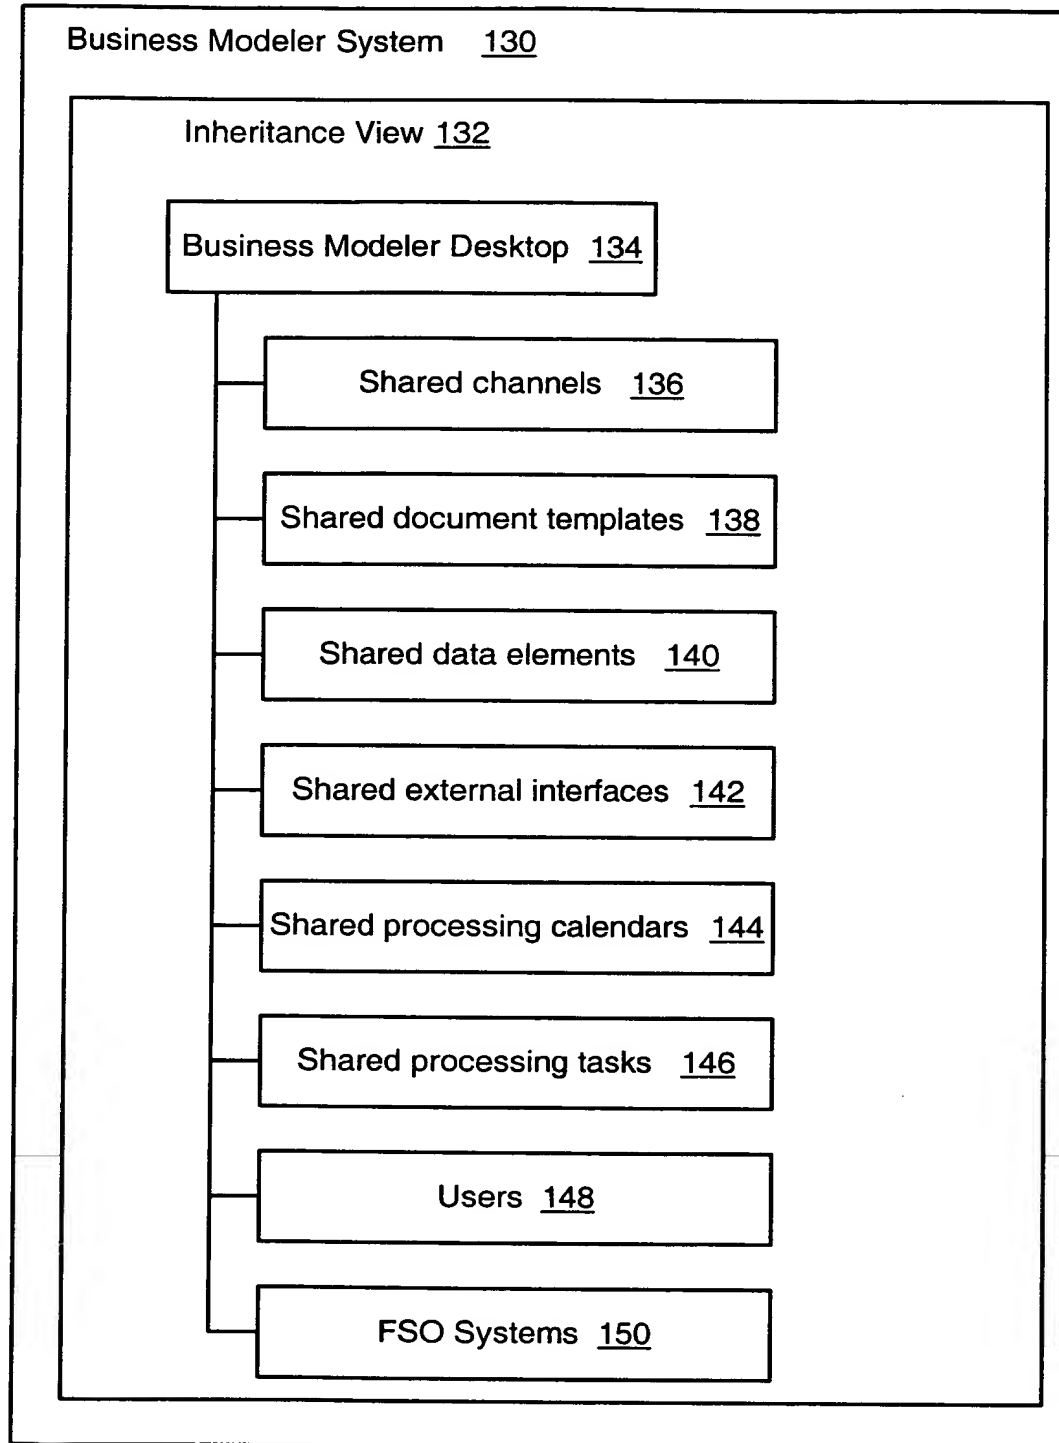 Business Modeler System 130
Inheritance View 132
Business Modeler Desktop 134
Shared channels 136
Shared document templates 138
Shared data elements 140
Shared external interfaces 142
Shared processing calendars 144
Shared processing tasks 146
Users 148
FSO Systems 150